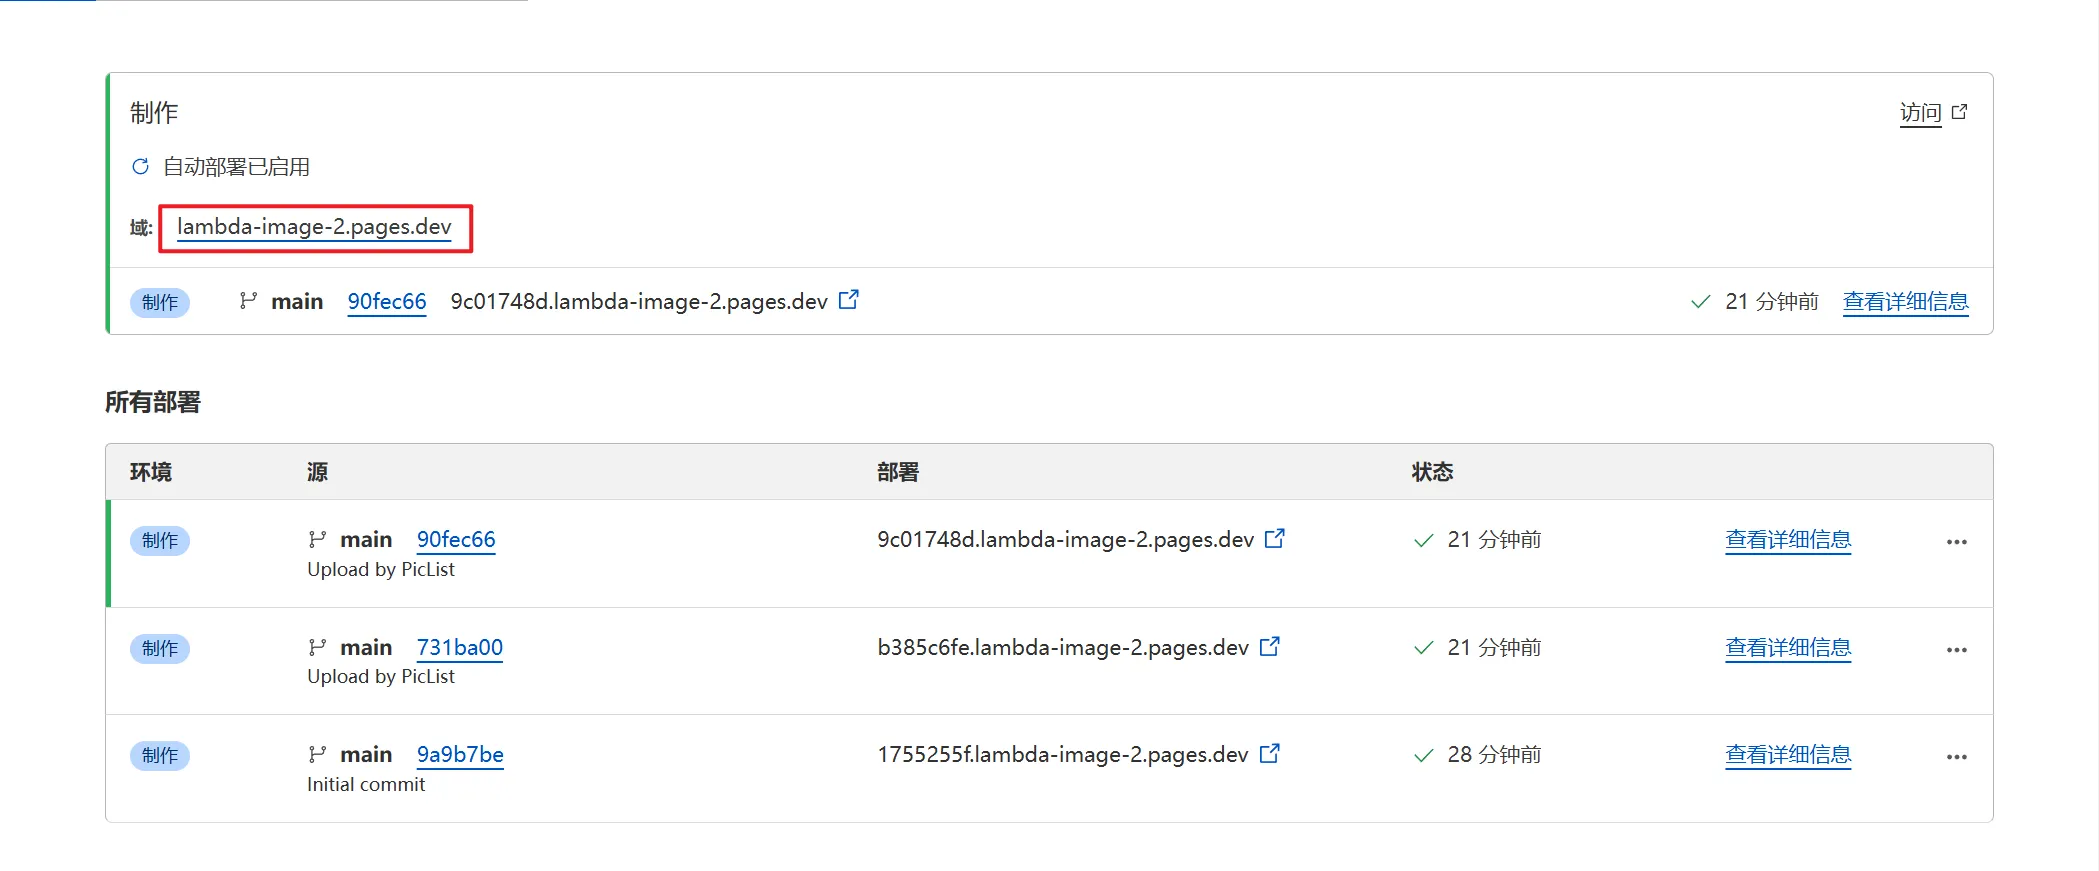 制作
访问
自动部署已启用
域: lambda-image-2.pages.dev
制作 main 90fec66 9c01748d.lambda-image-2.pages.dev 21 分钟前 查看详细信息
所有部署
环境 源 部署 状态
制作 main 90fec66 9c01748d.lambda-image-2.pages.dev 21 分钟前 查看详细信息 ...
Upload by PicList
制作 main 731ba00 b385c6fe.lambda-image-2.pages.dev 21 分钟前 查看详细信息 ...
Upload by PicList
制作 main 9a9b7be 1755255f.lambda-image-2.pages.dev 28 分钟前 查看详细信息 ...
Initial commit